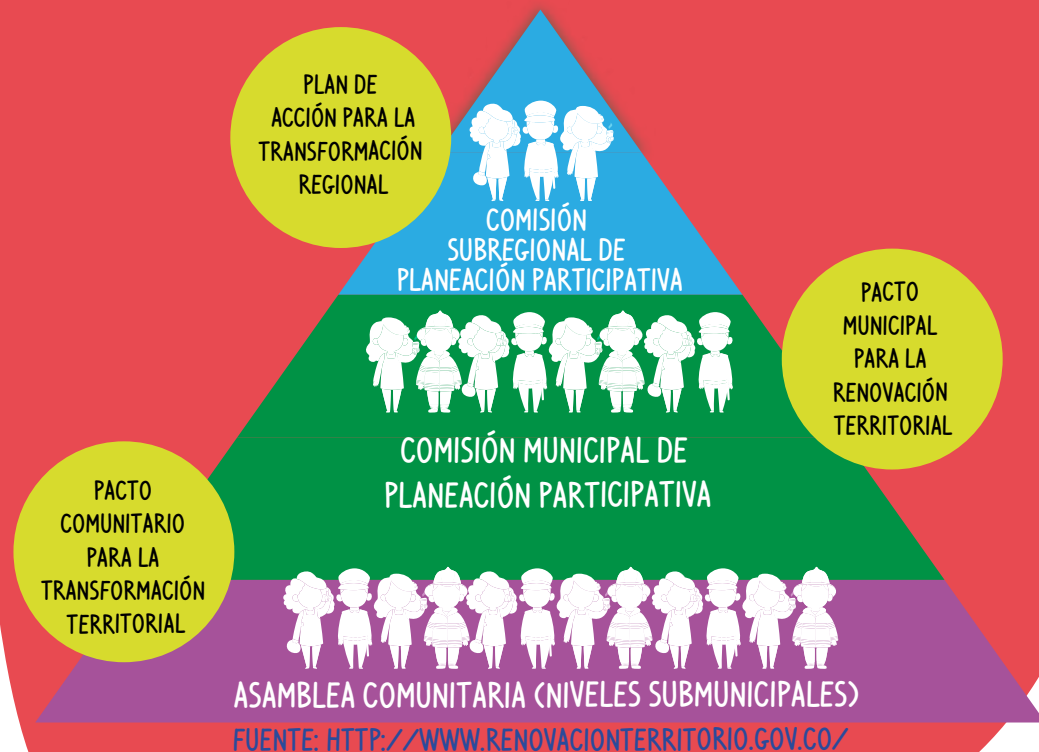 PLAN DE
ACCIÓN PARA LA
TRANSFORMACIÓN
REGIONAL
COMISIÓN
SUBREGIONAL DE
PLANEACIÓN PARTICIPATIVA
PACTO
MUNICIPAL
PARA LA
RENOVACIÓN
TERRITORIAL
COMISIÓN MUNICIPAL DE
PLANEACIÓN PARTICIPATIVA
PACTO
COMUNITARIO
PARA LA
TRANSFORMACIÓN
TERRITORIAL
ASAMBLEA COMUNITARIA (NIVELES SUBMUNICIPALES)
FUENTE: HTTP://WWW.RENOVACIONTERRITORIO.GOV.CO/